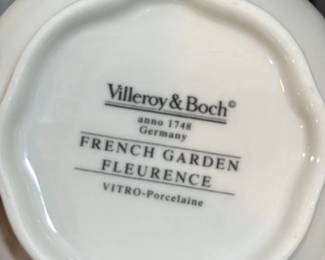 Villeroy & Boch©
anno 1748
Germany
FRENCH GARDEN
FLEURENCE
VITRO-Porcelaine